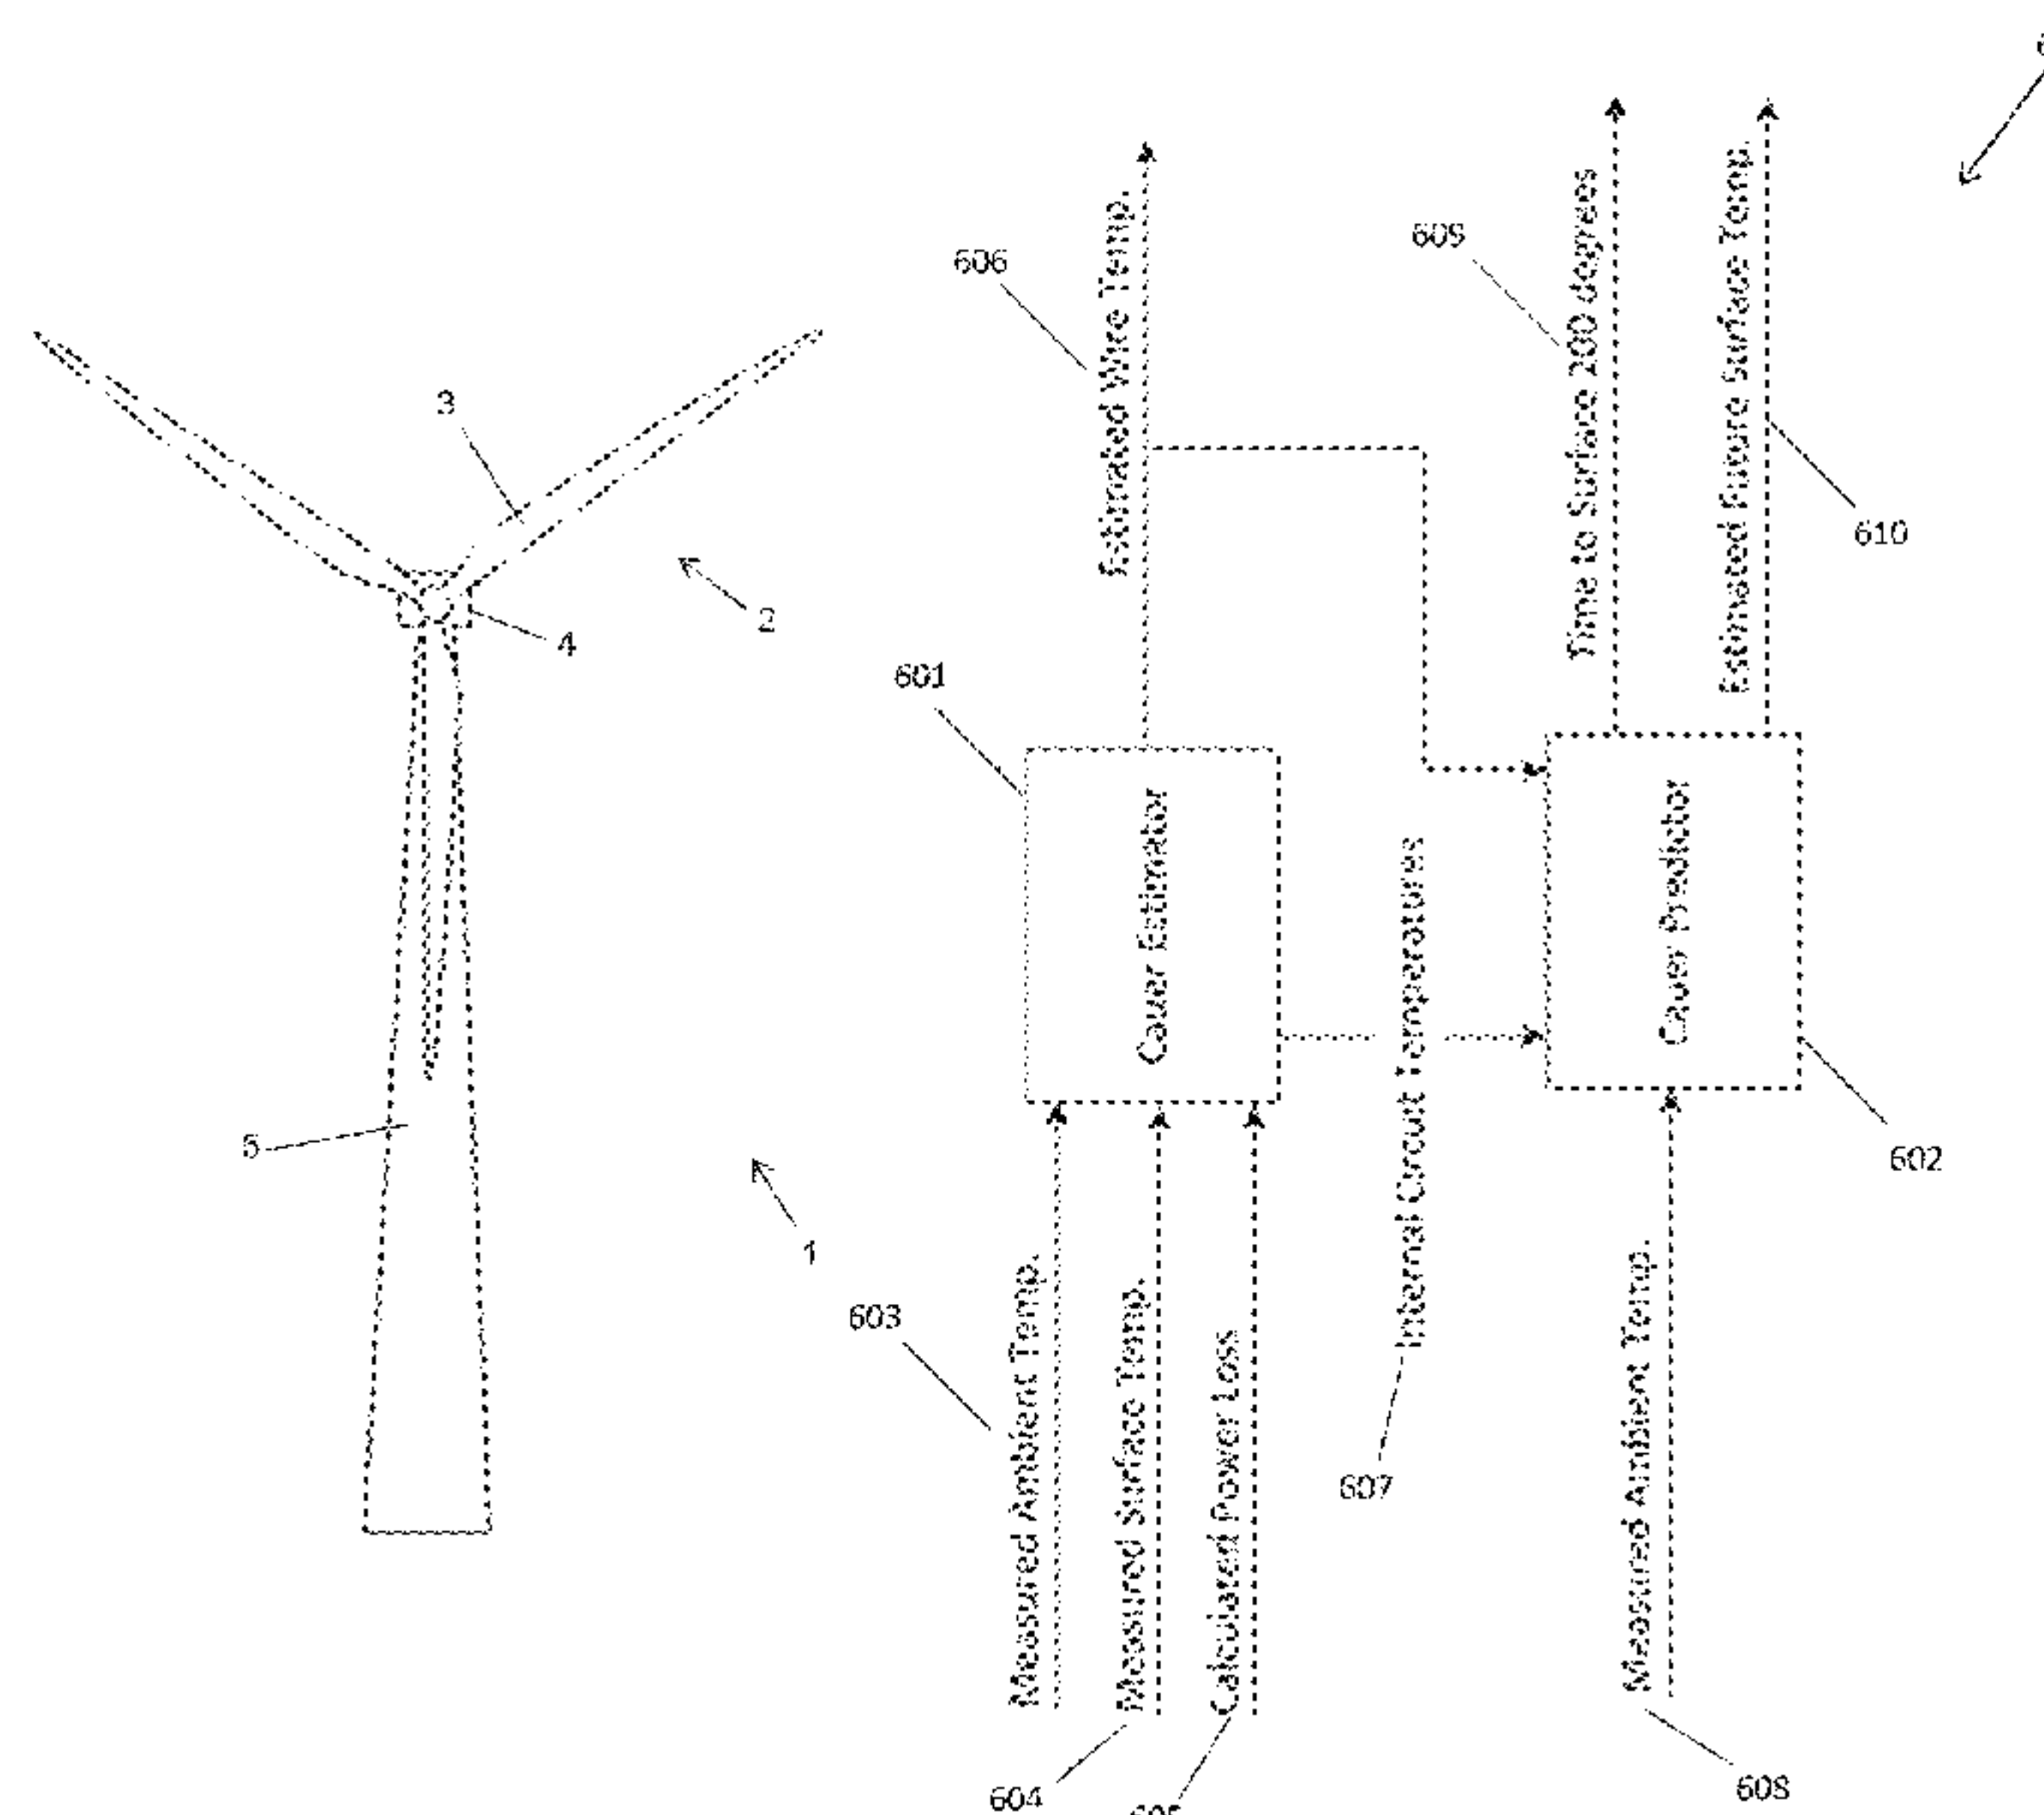 3
2
4
5
1
606
Estimated Wire Temp.
609
Time to Surface 200 degrees
Estimated Future Surface Temp.
610
601
Cauer Estimator
Internal Circuit Temperatures
Cauer Predictor
602
603
Measured Ambient Temp.
Measured Surface Temp.
Calculated Power Loss
607
Measured Ambient Temp.
604
605
608